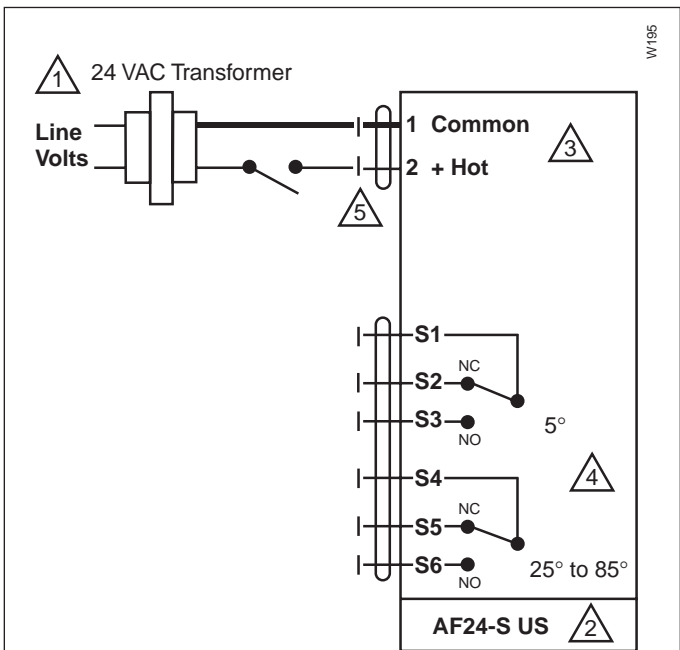 W195
1 24 VAC Transformer
Line
Volts
1 Common
2 + Hot
3
5
S1
NC
S2
S3
NO
5°
S4
4
NC
S5
S6
NO
25° to 85°
AF24-S US 2